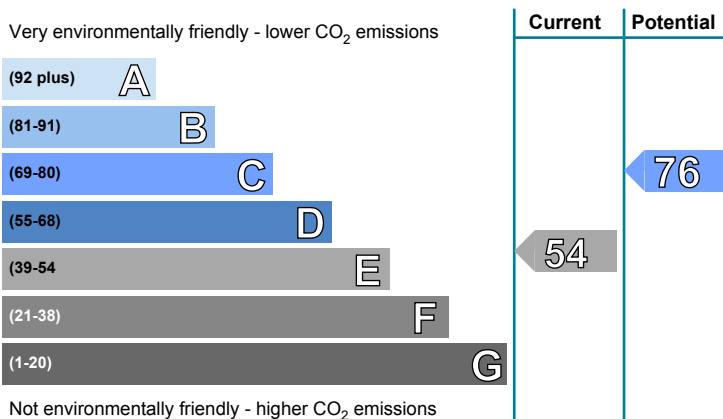 Current Potential
Very environmentally friendly - lower CO2 emissions
(92 plus) A
(81-91) B
(69-80) C 76
(55-68) D
(39-54 E 54
(21-38) F
(1-20) G
Not environmentally friendly - higher CO2 emissions